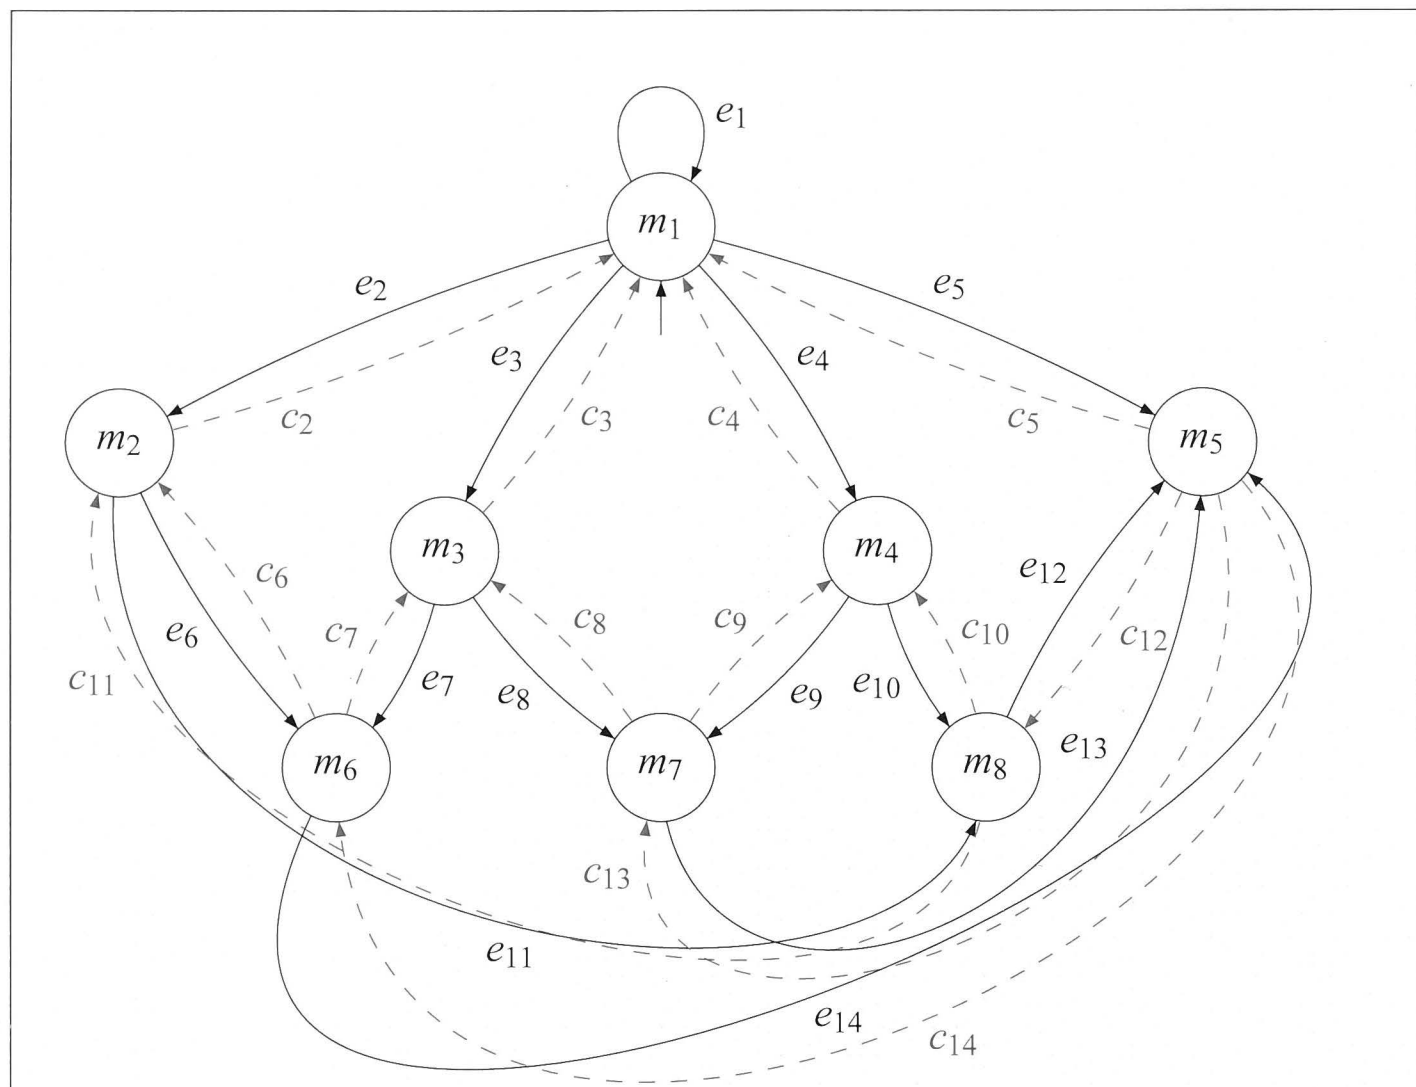 e₁
m₁
e₂ e₅
e₃ e₄
c₂ c₃ c₄ c₅
m₂ m₅
m₃ m₄
c₆ e₁₂
e₆ c₇ c₈ c₉ c₁₀ c₁₂
c₁₁ e₇ e₈ e₉ e₁₀
e₁₃
m₆ m₇ m₈
c₁₃
e₁₁
e₁₄
c₁₄